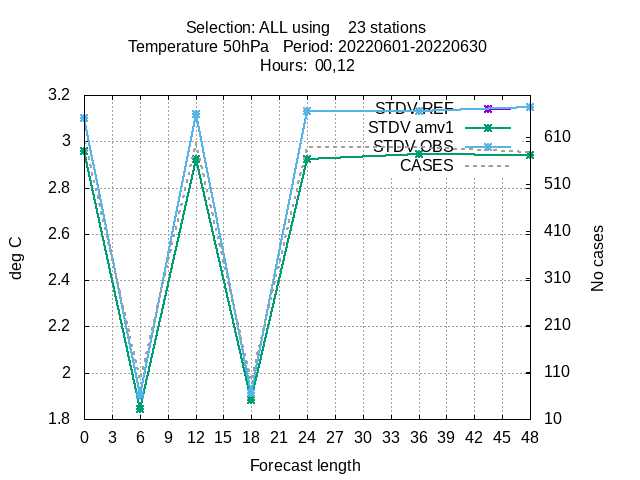 Selection: ALL using 23 stations
Temperature 50hPa Period: 20220601-20220630
Hours: 00,12
STDV REF
STDV amv1
STDV OBS
CASES
3.2
3
2.8
2.6
2.4
2.2
2
1.8
deg C
610
510
410
310
210
110
10
No cases
0 3 6 9 12 15 18 21 24 27 30 33 36 39 42 45 48
Forecast length